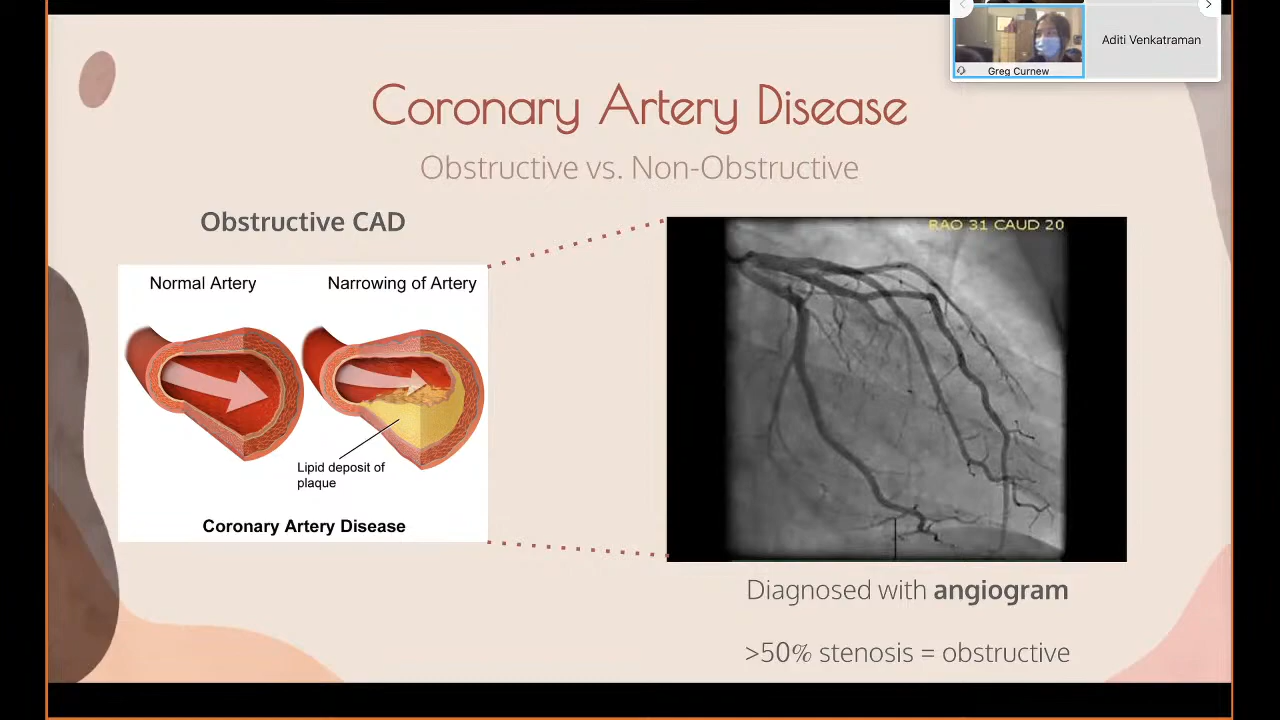 Greg Curnew
Aditi Venkatraman
Coronary Artery Disease
Obstructive vs. Non-Obstructive
Obstructive CAD
Normal Artery
Narrowing of Artery
Lipid deposit of
plaque
Coronary Artery Disease
RAO 31 CAUD 20
Diagnosed with angiogram
>50% stenosis = obstructive